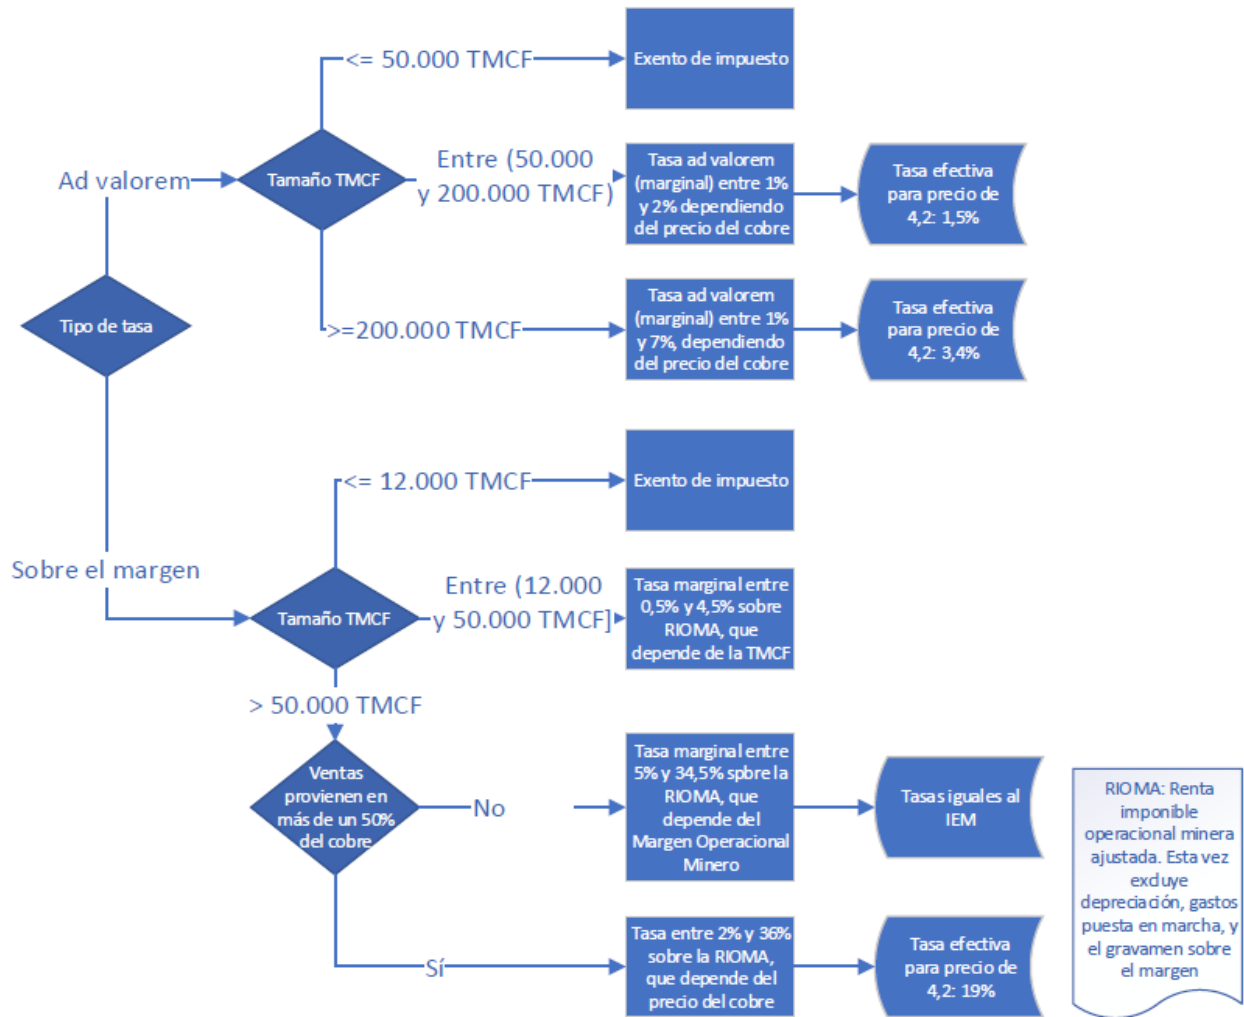 <= 50.000 TMCF
Exento de impuesto
Ad valorem
Tamaño TMCF
Entre (50.000
y 200.000 TMCF)
Tasa ad valorem
(marginal) entre 1%
y 2% dependiendo
del precio del cobre
Tasa efectiva
para precio de
4,2: 1,5%
Tipo de tasa
>=200.000 TMCF
Tasa ad valorem
(marginal) entre 1%
y 7%, dependiendo
del precio del cobre
Tasa efectiva
para precio de
4,2: 3,4%
<= 12.000 TMCF
Exento de impuesto
Sobre el margen
Tamaño TMCF
Entre (12.000
y 50.000 TMCF]
Tasa marginal entre
0,5% y 4,5% sobre
RIOMA, que
depende de la TMCF
> 50.000 TMCF
Ventas
provienen en
más de un 50%
del cobre
No
Tasa marginal entre
5% y 34,5% spbre la
RIOMA, que
depende del
Margen Operacional
Minero
Tasas iguales al
IEM
Sí
Tasa entre 2% y 36%
sobre la RIOMA,
que depende del
precio del cobre
Tasa efectiva
para precio de
4,2: 19%
RIOMA: Renta
imponible
operacional minera
ajustada. Esta vez
excluye
depreciación, gastos
puesta en marcha, y
el gravamen sobre
el margen